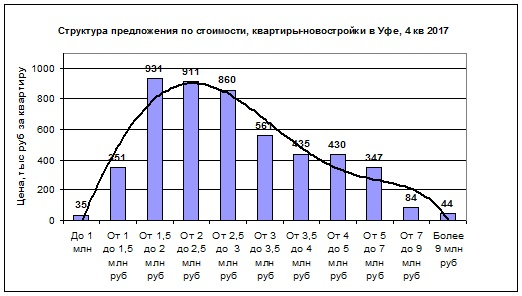 Структура предложения по стоимости, квартиры-новостройки в Уфе, 4 кв 2017
Цена, тыс руб за квартиру
1000
800
600
400
200
0
35
351
931
911
860
561
435
430
347
84
44
До 1
млн
От 1
до 1,5
млн
руб
От 1,5
до 2
млн
руб
От 2
до 2,5
млн
руб
От 2,5
до 3
млн
руб
От 3
до 3,5
млн
руб
От 3,5
до 4
млн
руб
От 4
до 5
млн
руб
От 5
до 7
млн
руб
От 7
до 9
млн
руб
Более
9 млн
руб